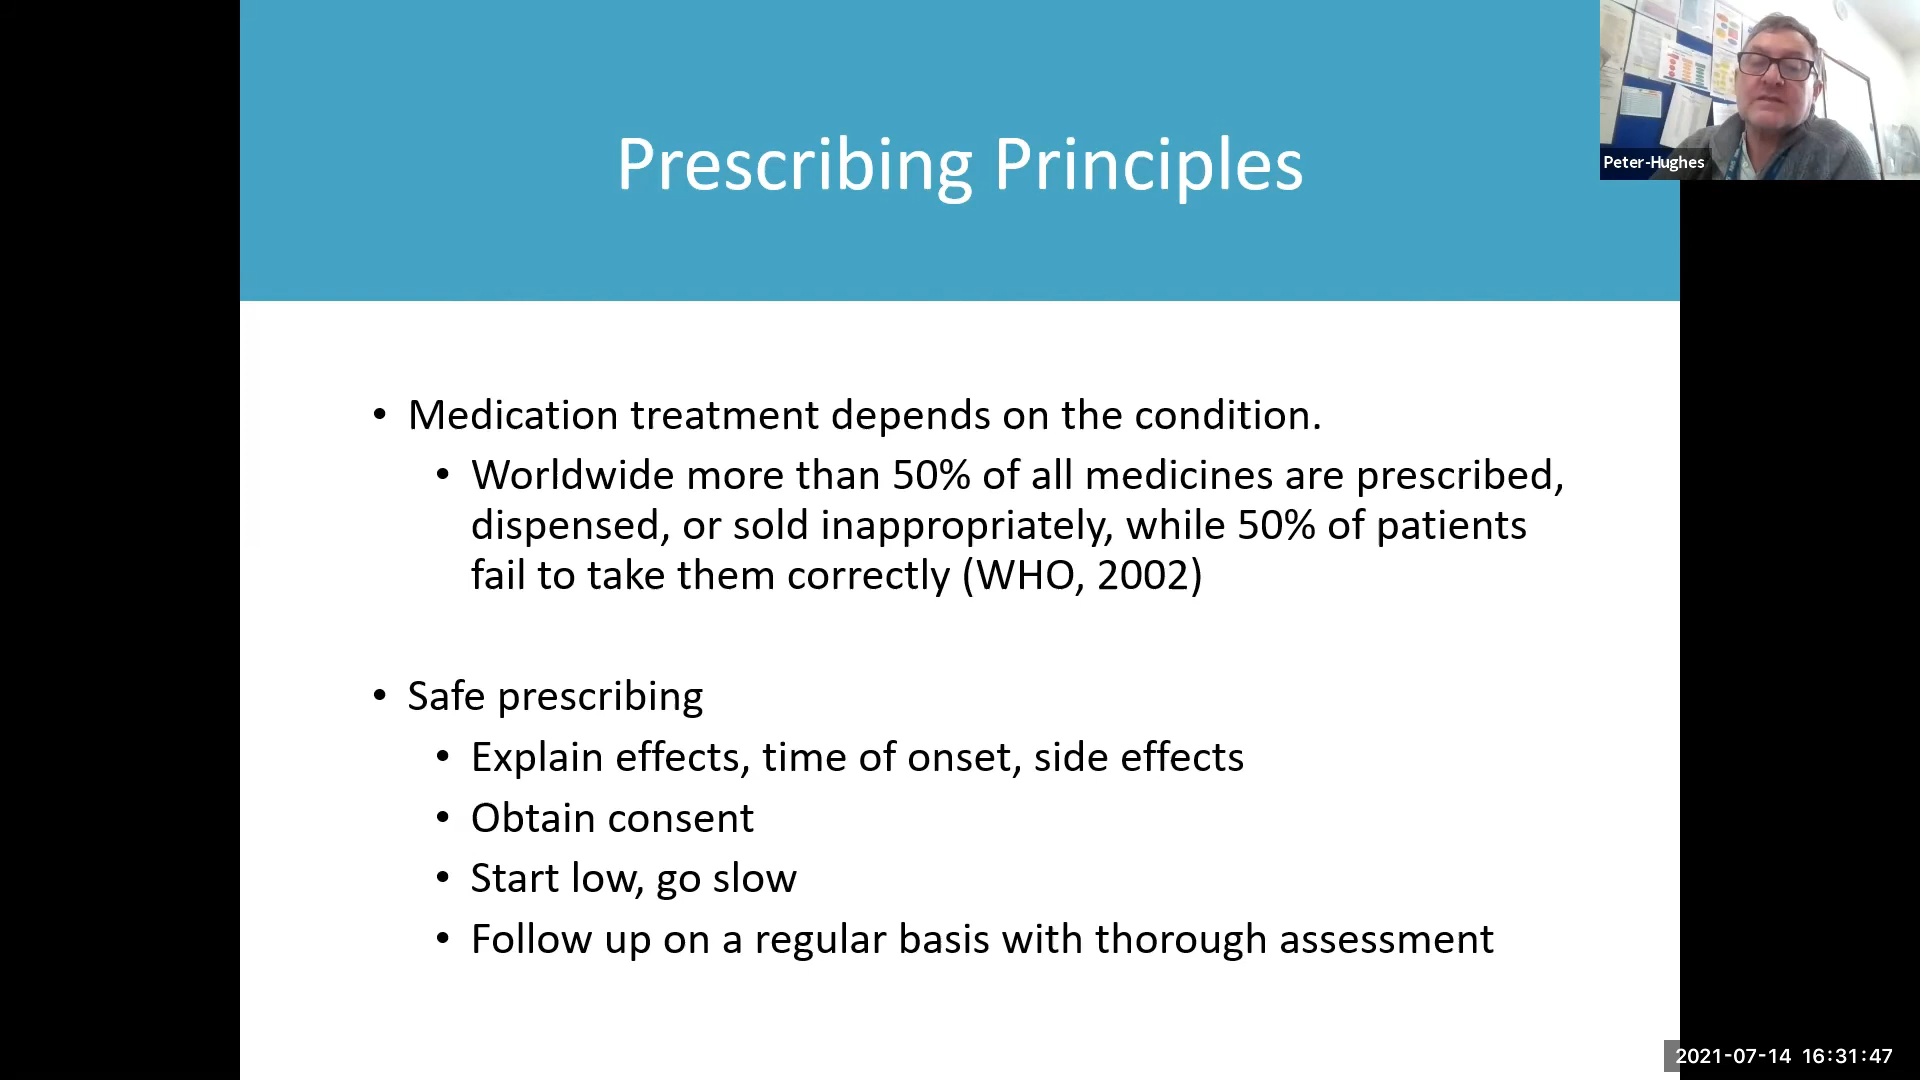 Prescribing Principles
Peter-Hughes
• Medication treatment depends on the condition.
• Worldwide more than 50% of all medicines are prescribed,
dispensed, or sold inappropriately, while 50% of patients
fail to take them correctly (WHO, 2002)
• Safe prescribing
• Explain effects, time of onset, side effects
• Obtain consent
• Start low, go slow
• Follow up on a regular basis with thorough assessment
2021-07-14 16:31:47